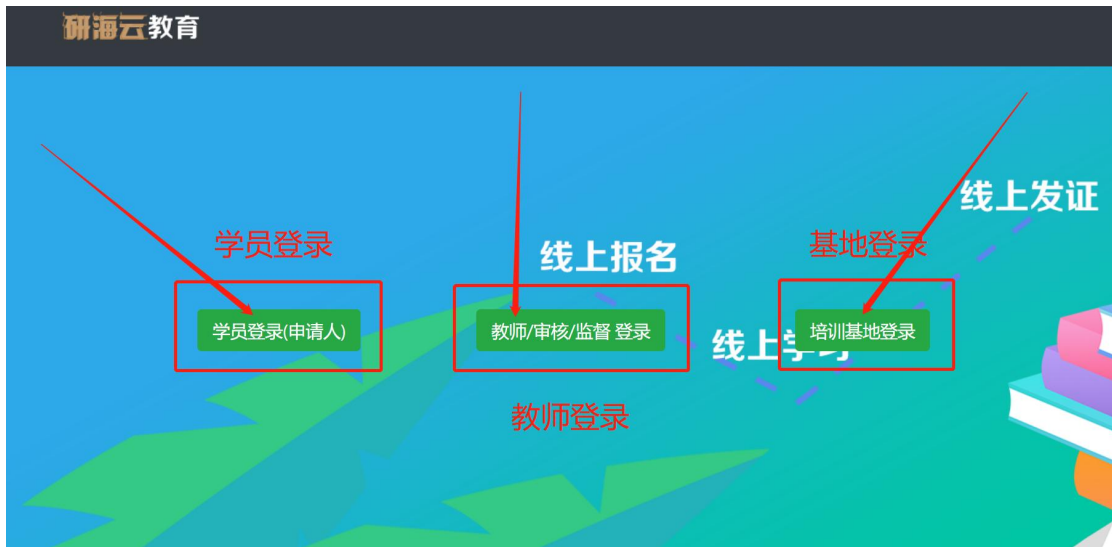 研海云教育
线上发证
学员登录
线上报名
基地登录
学员登录(申请人)
教师/审核/监督 登录
培训基地登录
线上学习
教师登录